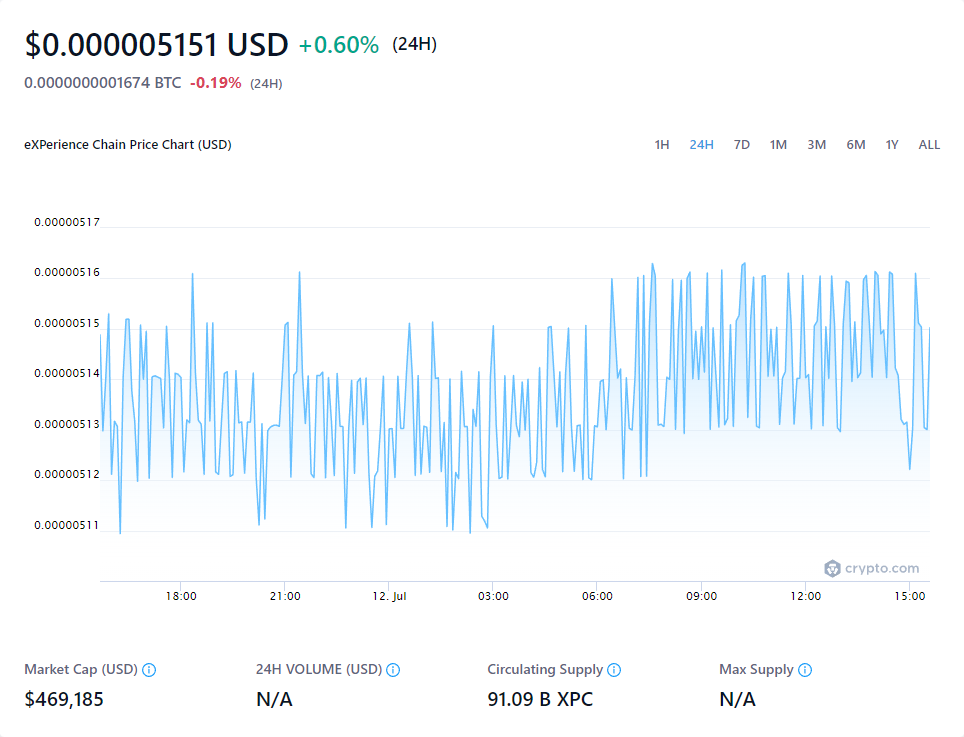 $0.000005151 USD +0.60% (24H)
0.0000000001674 BTC -0.19% (24H)
eXPerience Chain Price Chart (USD) 1H 24H 7D 1M 3M 6M 1Y ALL
0.00000517
0.00000516
0.00000515
0.00000514
0.00000513
0.00000512
0.00000511
crypto.com
18:00 21:00 12. Jul 03:00 06:00 09:00 12:00 15:00
Market Cap (USD) 24H VOLUME (USD) Circulating Supply Max Supply
$469,185 N/A 91.09 B XPC N/A